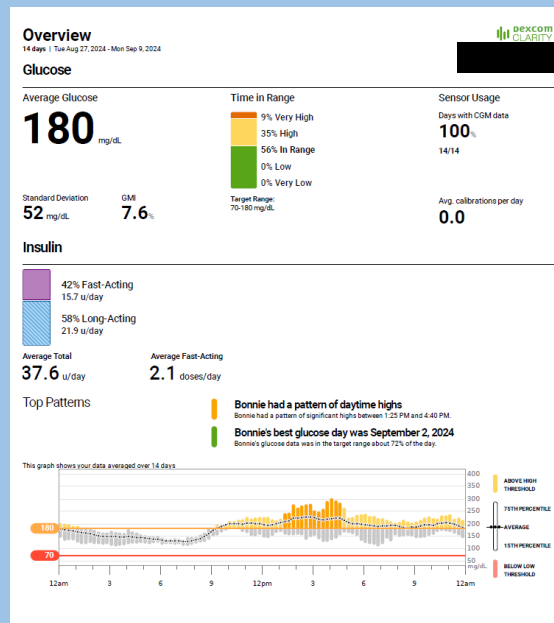 Overview
14 days | Tue Aug 27, 2024 - Mon Sep 9, 2024
Dexcom
CLARITY
Glucose
Average Glucose
180 mg/dL
Standard Deviation
52 mg/dL
GMI
7.6%
Time in Range
9% Very High
35% High
56% In Range
0% Low
0% Very Low
Target Range:
70-180 mg/dL
Sensor Usage
Days with CGM data
100%
14/14
Avg. calibrations per day
0.0
Insulin
42% Fast-Acting
15.7 u/day
58% Long-Acting
21.9 u/day
Average Total
37.6 u/day
Average Fast-Acting
2.1 doses/day
Top Patterns
Bonnie had a pattern of daytime highs
Bonnie had a pattern of significant highs between 1:25 PM and 4:40 PM.
Bonnie's best glucose day was September 2, 2024
Bonnie's glucose data was in the target range about 72% of the day.
This graph shows your data averaged over 14 days
400
350
300
250
200
150
100
50
mg/dL
180
70
12am 3 6 9 12pm 3 6 9 12am
ABOVE HIGH
THRESHOLD
75TH PERCENTILE
AVERAGE
15TH PERCENTILE
BELOW LOW
THRESHOLD